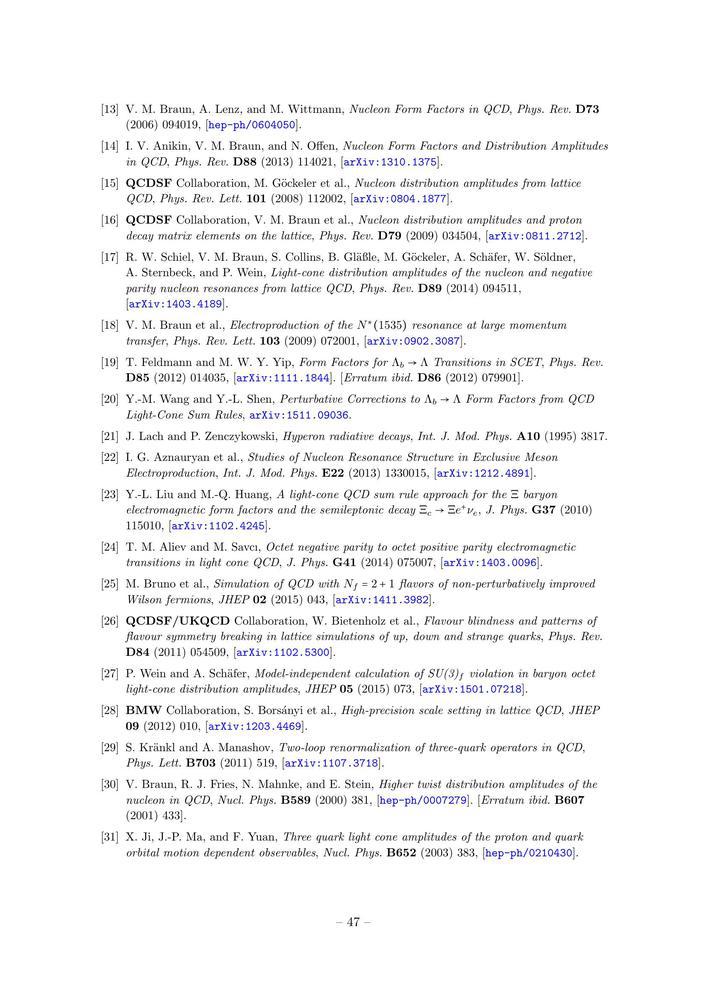 [13] V. M. Braun, A. Lenz, and M. Wittmann, Nucleon Form Factors in QCD, Phys. Rev. D73
(2006) 094019, [hep-ph/0604050].
[14] I. V. Anikin, V. M. Braun, and N. Offen, Nucleon Form Factors and Distribution Amplitudes
in QCD, Phys. Rev. D88 (2013) 114021, [arXiv:1310.1375].
[15] QCDSF Collaboration, M. Göckeler et al., Nucleon distribution amplitudes from lattice
QCD, Phys. Rev. Lett. 101 (2008) 112002, [arXiv:0804.1877].
[16] QCDSF Collaboration, V. M. Braun et al., Nucleon distribution amplitudes and proton
decay matrix elements on the lattice, Phys. Rev. D79 (2009) 034504, [arXiv:0811.2712].
[17] R. W. Schiel, V. M. Braun, S. Collins, B. Gläßle, M. Göckeler, A. Schäfer, W. Söldner,
A. Sternbeck, and P. Wein, Light-cone distribution amplitudes of the nucleon and negative
parity nucleon resonances from lattice QCD, Phys. Rev. D89 (2014) 094511,
[arXiv:1403.4189].
[18] V. M. Braun et al., Electroproduction of the N*(1535) resonance at large momentum
transfer, Phys. Rev. Lett. 103 (2009) 072001, [arXiv:0902.3087].
[19] T. Feldmann and M. W. Y. Yip, Form Factors for Λb → Λ Transitions in SCET, Phys. Rev.
D85 (2012) 014035, [arXiv:1111.1844]. [Erratum ibid. D86 (2012) 079901].
[20] Y.-M. Wang and Y.-L. Shen, Perturbative Corrections to Λb → Λ Form Factors from QCD
Light-Cone Sum Rules, arXiv:1511.09036.
[21] J. Lach and P. Zenczykowski, Hyperon radiative decays, Int. J. Mod. Phys. A10 (1995) 3817.
[22] I. G. Aznauryan et al., Studies of Nucleon Resonance Structure in Exclusive Meson
Electroproduction, Int. J. Mod. Phys. E22 (2013) 1330015, [arXiv:1212.4891].
[23] Y.-L. Liu and M.-Q. Huang, A light-cone QCD sum rule approach for the Ξ baryon
electromagnetic form factors and the semileptonic decay Ξc → Ξe⁺νe, J. Phys. G37 (2010)
115010, [arXiv:1102.4245].
[24] T. M. Aliev and M. Savcı, Octet negative parity to octet positive parity electromagnetic
transitions in light cone QCD, J. Phys. G41 (2014) 075007, [arXiv:1403.0096].
[25] M. Bruno et al., Simulation of QCD with Nf = 2 + 1 flavors of non-perturbatively improved
Wilson fermions, JHEP 02 (2015) 043, [arXiv:1411.3982].
[26] QCDSF/UKQCD Collaboration, W. Bietenholz et al., Flavour blindness and patterns of
flavour symmetry breaking in lattice simulations of up, down and strange quarks, Phys. Rev.
D84 (2011) 054509, [arXiv:1102.5300].
[27] P. Wein and A. Schäfer, Model-independent calculation of SU(3)f violation in baryon octet
light-cone distribution amplitudes, JHEP 05 (2015) 073, [arXiv:1501.07218].
[28] BMW Collaboration, S. Borsányi et al., High-precision scale setting in lattice QCD, JHEP
09 (2012) 010, [arXiv:1203.4469].
[29] S. Kränkl and A. Manashov, Two-loop renormalization of three-quark operators in QCD,
Phys. Lett. B703 (2011) 519, [arXiv:1107.3718].
[30] V. Braun, R. J. Fries, N. Mahnke, and E. Stein, Higher twist distribution amplitudes of the
nucleon in QCD, Nucl. Phys. B589 (2000) 381, [hep-ph/0007279]. [Erratum ibid. B607
(2001) 433].
[31] X. Ji, J.-P. Ma, and F. Yuan, Three quark light cone amplitudes of the proton and quark
orbital motion dependent observables, Nucl. Phys. B652 (2003) 383, [hep-ph/0210430].
– 47 –